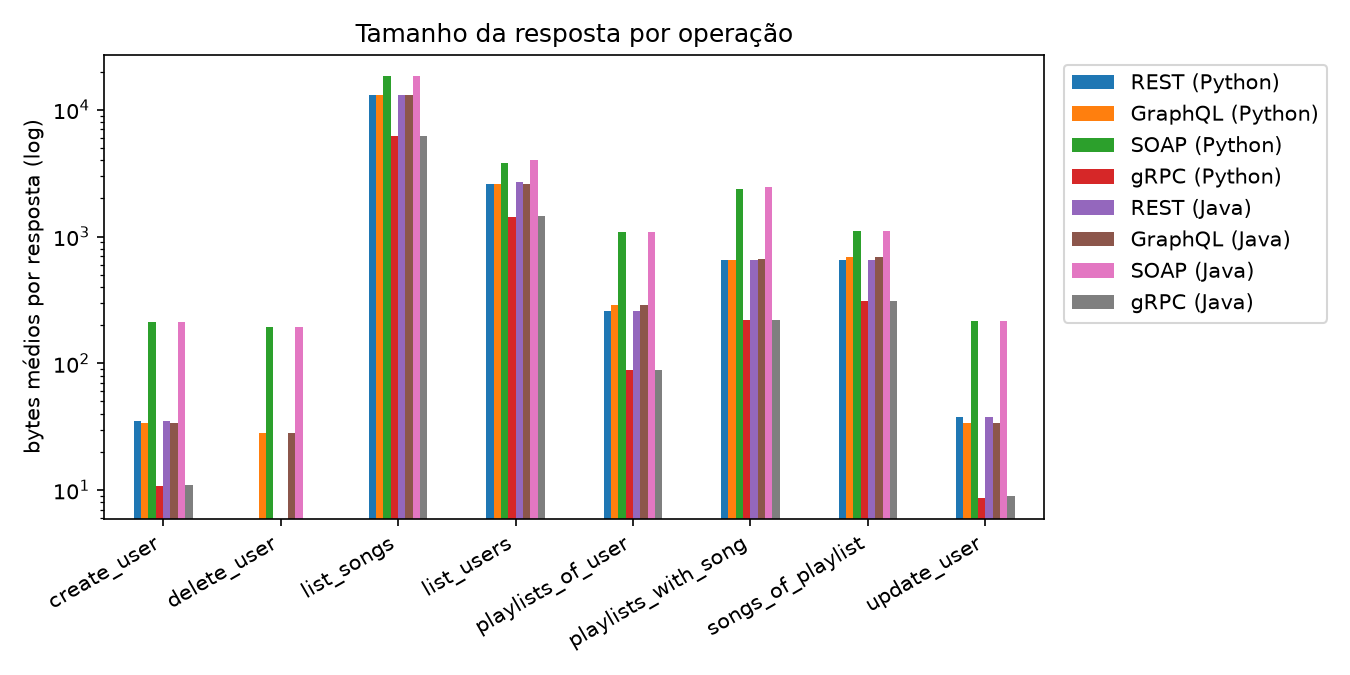 Tamanho da resposta por operação
bytes médios por resposta (log)
10^4
10^3
10^2
10^1
create_user
delete_user
list_songs
list_users
playlists_of_user
playlists_with_song
songs_of_playlist
update_user
REST (Python)
GraphQL (Python)
SOAP (Python)
gRPC (Python)
REST (Java)
GraphQL (Java)
SOAP (Java)
gRPC (Java)